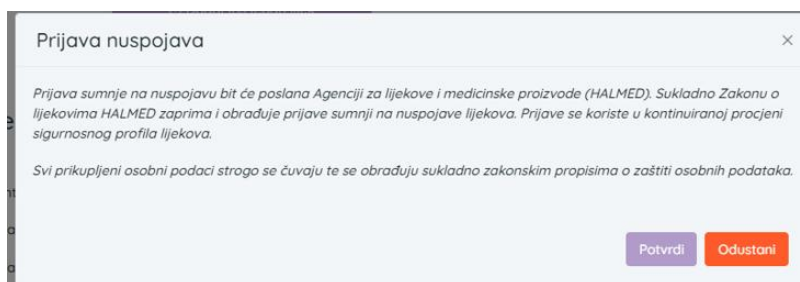 Prijava nuspojava
×
Prijava sumnje na nuspojavu bit će poslana Agenciji za lijekove i medicinske proizvode (HALMED). Sukladno Zakonu o
lijekovima HALMED zaprima i obrađuje prijave sumnji na nuspojave lijekova. Prijave se koriste u kontinuiranoj procjeni
sigurnosnog profila lijekova.
Svi prikupljeni osobni podaci strogo se čuvaju te se obrađuju sukladno zakonskim propisima o zaštiti osobnih podataka.
Potvrdi
Odustani